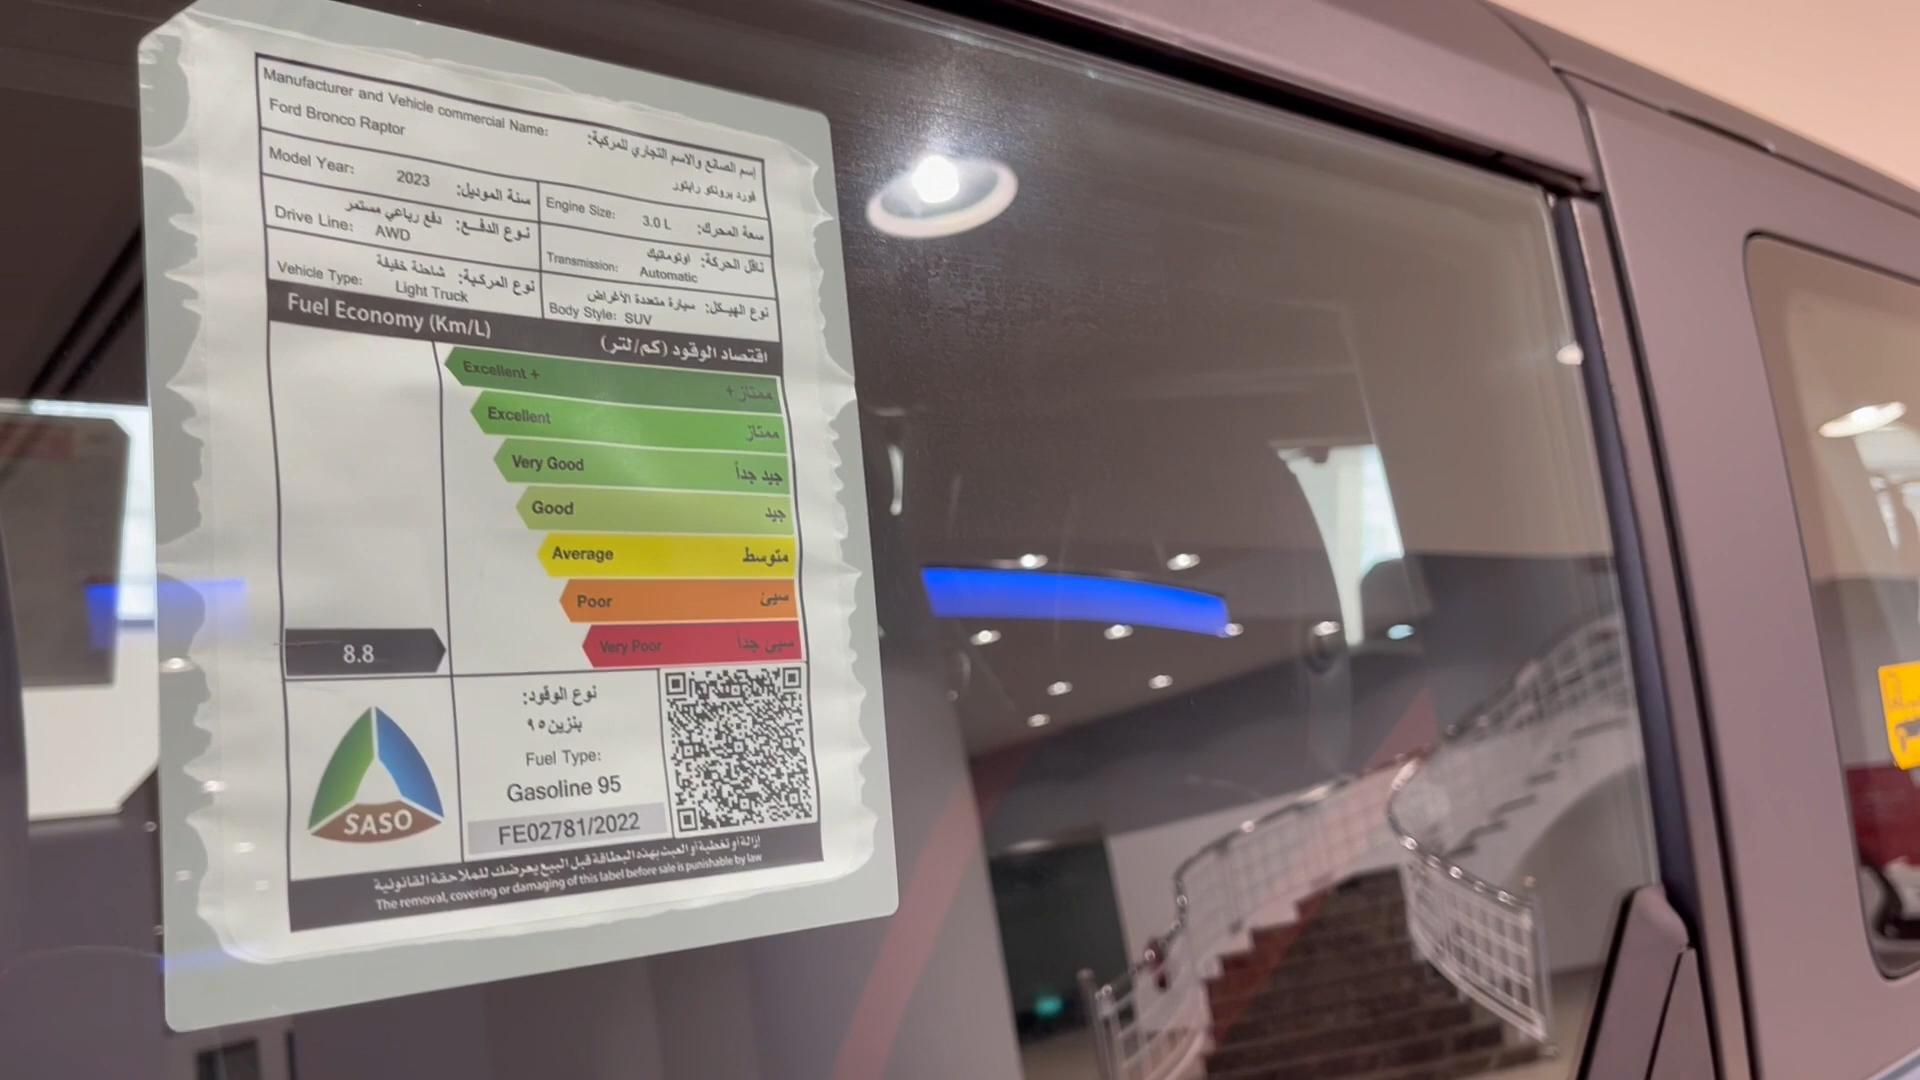 Manufacturer and Vehicle commercial Name:
إسم الصانع والاسم التجاري للمركبة:
Ford Bronco Raptor
فورد برونكو رابتور
Model Year: 2023 سنة الموديل:
Engine Size: 3.0 L سعة المحرك:
نوع الدفع: دفع رباعي مستمر
Drive Line: AWD
ناقل الحركة: اوتوماتيك
Transmission: Automatic
نوع المركبة: شاحنة خفيفة
Vehicle Type: Light Truck
نوع الهيكل: سيارة متعددة الأغراض
Body Style: SUV
Fuel Economy (Km/L) اقتصاد الوقود (كم/لتر)
Excellent + ممتاز+
Excellent ممتاز
Very Good جيد جداً
Good جيد
Average متوسط
Poor سيئ
Very Poor سيئ جداً
8.8
SASO
نوع الوقود:
بنزين ٩٥
Fuel Type:
Gasoline 95
FE02781/2022
إزالة أو تغطية أو العبث بهذه البطاقة قبل البيع يعرضك للملاحقة القانونية
The removal, covering or damaging of this label before sale is punishable by law